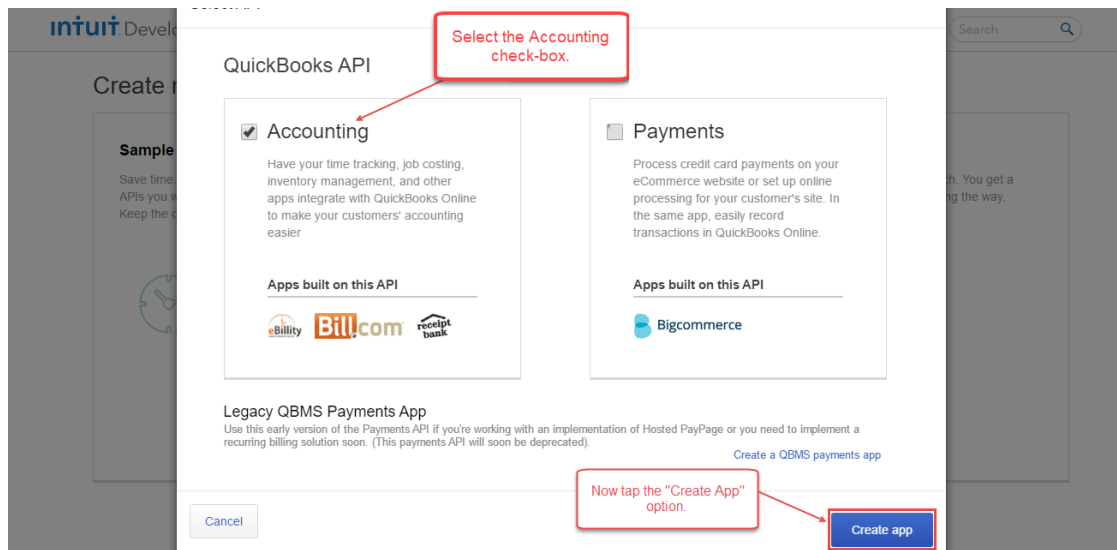 Select the Accounting
check-box.
ıntuıt Develo
Search
QuickBooks API
Create
Accounting
Have your time tracking, job costing,
inventory management, and other
apps integrate with QuickBooks Online
to make your customers' accounting
easier
Apps built on this API
eBillity Bill.com receipt
bank
Payments
Process credit card payments on your
eCommerce website or set up online
processing for your customer's site. In
the same app, easily record
transactions in QuickBooks Online.
Apps built on this API
Bigcommerce
Sample
Save time.
APIs you w
Keep the c
ch. You get a
ng the way.
Legacy QBMS Payments App
Use this early version of the Payments API if you're working with an implementation of Hosted PayPage or you need to implement a
recurring billing solution soon. (This payments API will soon be deprecated).
Create a QBMS payments app
Now tap the "Create App"
option.
Cancel
Create app